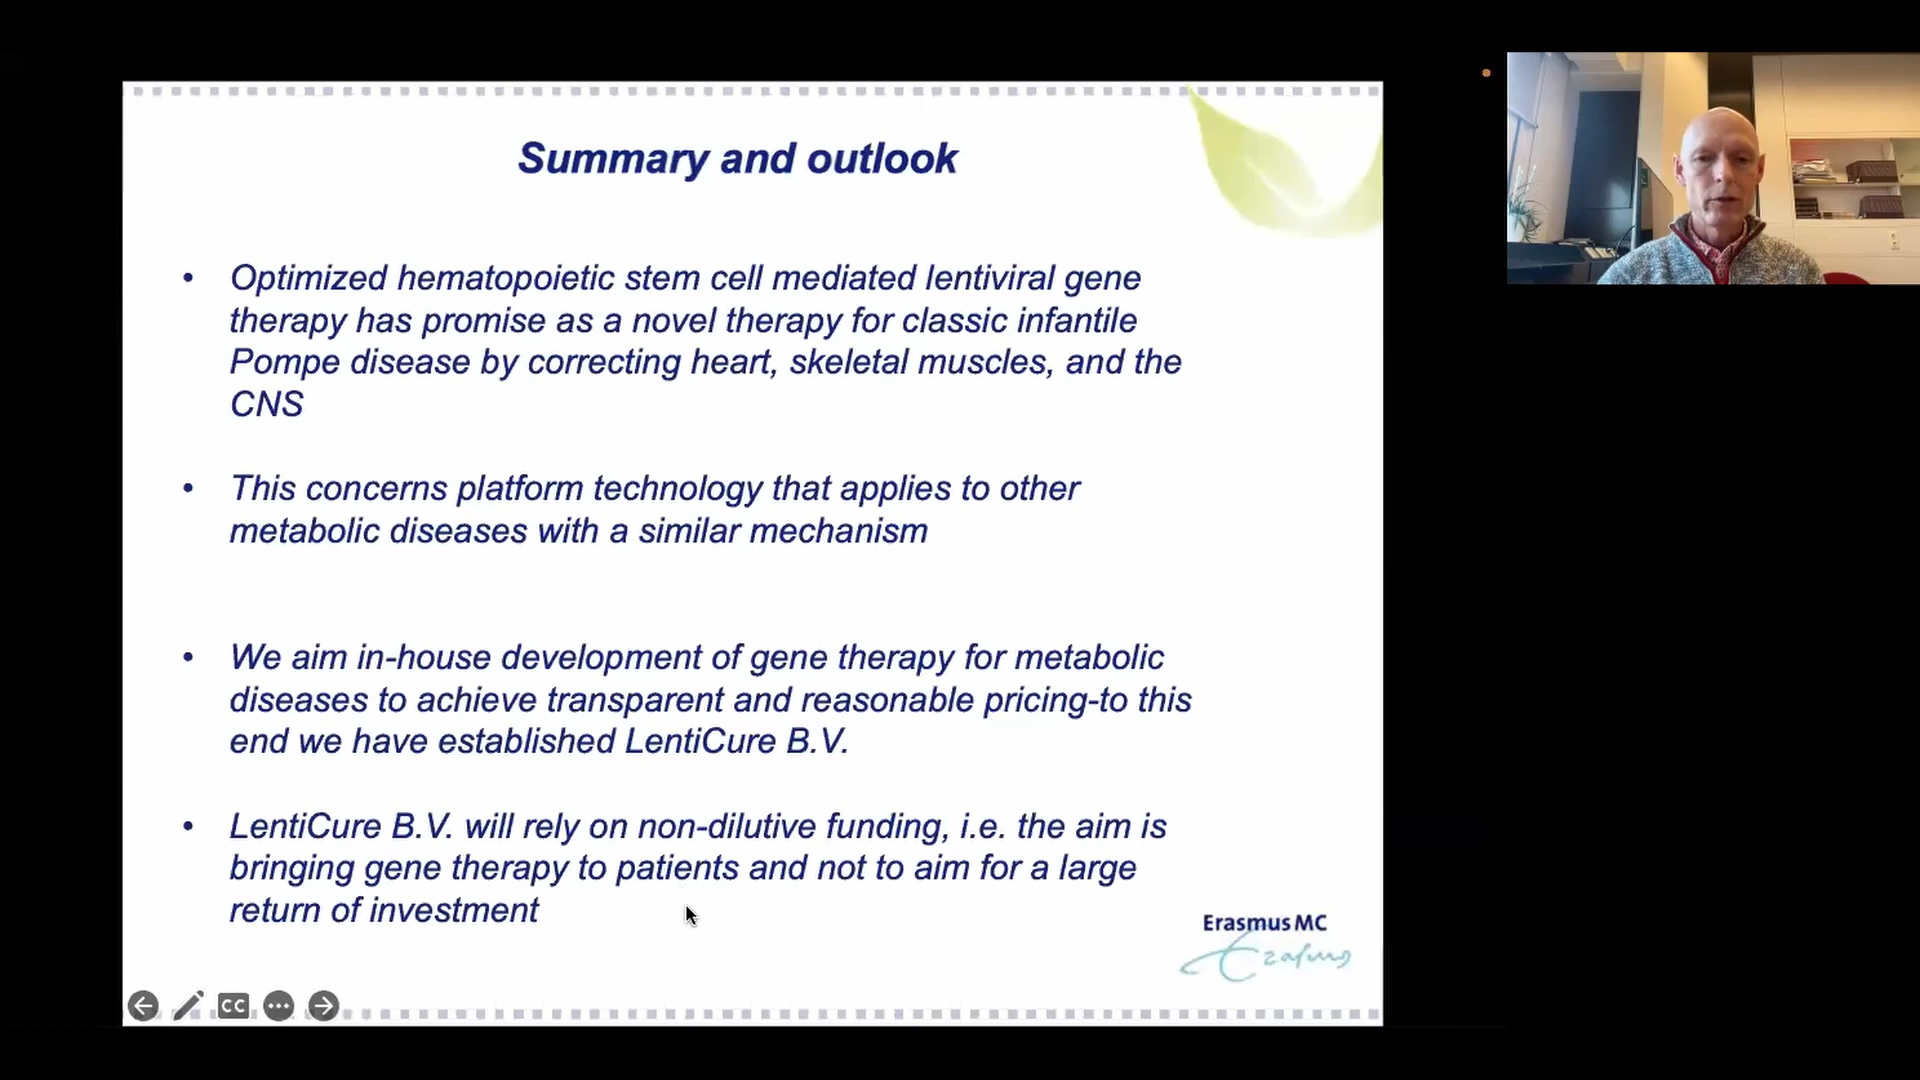 Summary and outlook
• Optimized hematopoietic stem cell mediated lentiviral gene
therapy has promise as a novel therapy for classic infantile
Pompe disease by correcting heart, skeletal muscles, and the
CNS
• This concerns platform technology that applies to other
metabolic diseases with a similar mechanism
• We aim in-house development of gene therapy for metabolic
diseases to achieve transparent and reasonable pricing-to this
end we have established LentiCure B.V.
• LentiCure B.V. will rely on non-dilutive funding, i.e. the aim is
bringing gene therapy to patients and not to aim for a large
return of investment
Erasmus MC
Erasmus
CC